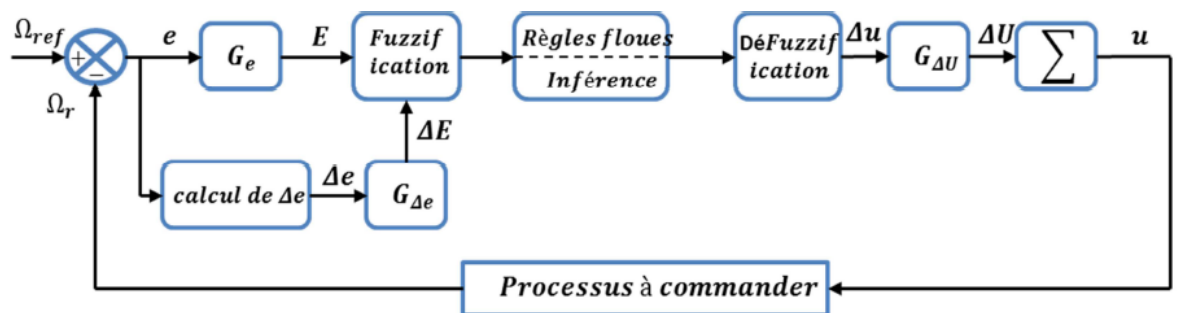 Ω_ref
+
−
Ω_r
e
G_e
E
Fuzzif
ication
ΔE
Règles floues
Inférence
DéFuzzif
ication
Δu
G_ΔU
ΔU
∑
u
calcul de Δe
Δe
G_Δe
Processus à commander